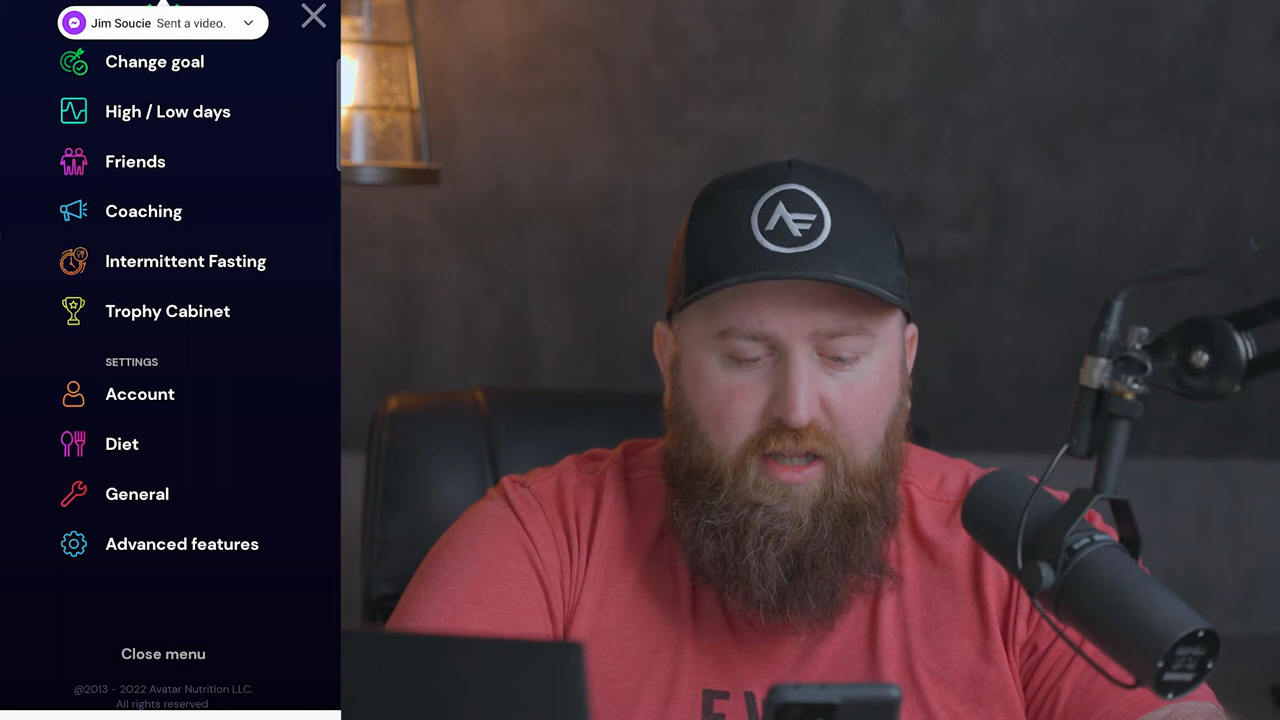 Jim Soucie Sent a video.
Change goal
High / Low days
Friends
Coaching
Intermittent Fasting
Trophy Cabinet
SETTINGS
Account
Diet
General
Advanced features
Close menu
@2013 - 2022 Avatar Nutrition LLC.
All rights reserved
AF